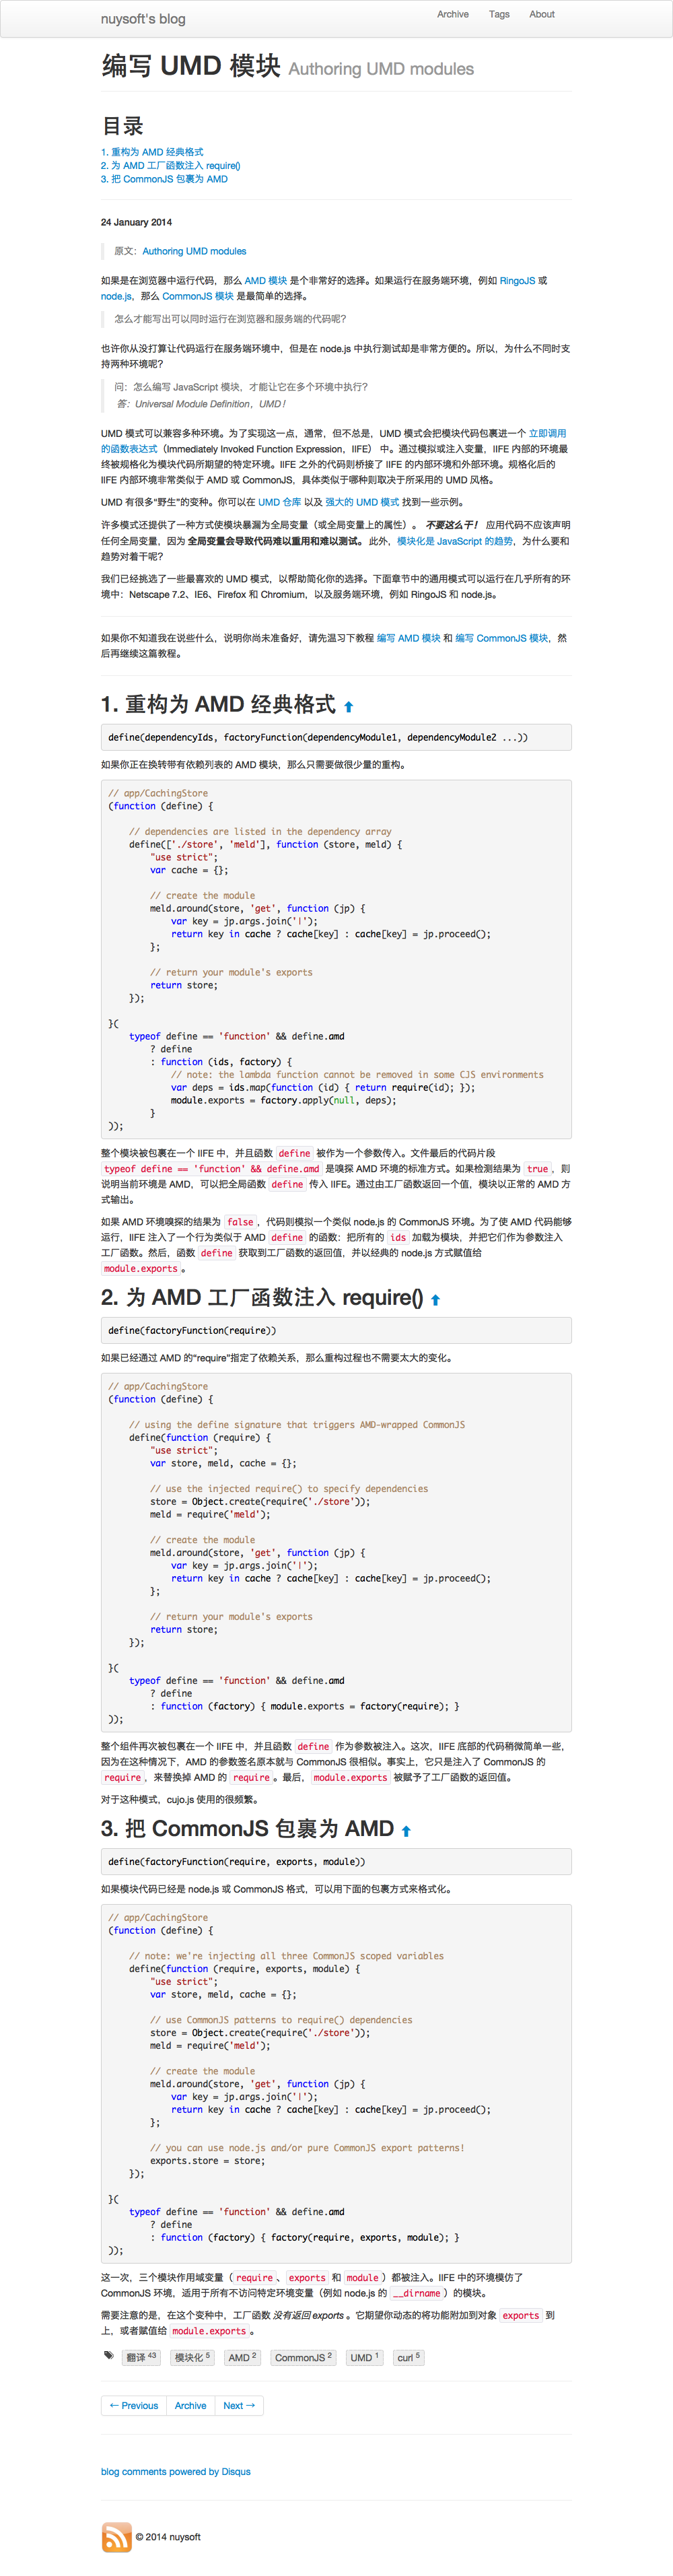 nuysoft's blog
Archive
Tags
About
编写 UMD 模块 Authoring UMD modules
目录
1. 重构为 AMD 经典格式
2. 为 AMD 工厂函数注入 require()
3. 把 CommonJS 包裹为 AMD
24 January 2014
原文：Authoring UMD modules
如果是在浏览器中运行代码，那么 AMD 模块 是个非常好的选择。如果运行在服务端环境，例如 RingoJS 或
node.js，那么 CommonJS 模块 是最简单的选择。
怎么才能写出可以同时运行在浏览器和服务端的代码呢？
也许你从没打算让代码运行在服务端环境中，但是在 node.js 中执行测试却是非常方便的。所以，为什么不同时支
持两种环境呢？
问：怎么编写 JavaScript 模块，才能让它在多个环境中执行？
答：Universal Module Definition，UMD！
UMD 模式可以兼容多种环境。为了实现这一点，通常，但不总是，UMD 模式会把模块代码包裹进一个 立即调用
的函数表达式（Immediately Invoked Function Expression，IIFE） 中。通过模拟或注入变量，IIFE 内部的环境最
终被规格化为模块代码所期望的特定环境。IIFE 之外的代码则桥接了 IIFE 的内部环境和外部环境。规格化后的
IIFE 内部环境非常类似于 AMD 或 CommonJS，具体类似于哪种则取决于所采用的 UMD 风格。
UMD 有很多“野生”的变种。你可以在 UMD 仓库 以及 强大的 UMD 模式 找到一些示例。
许多模式还提供了一种方式使模块暴漏为全局变量（或全局变量上的属性）。 不要这么干！ 应用代码不应该声明
任何全局变量，因为 全局变量会导致代码难以重用和难以测试。 此外，模块化是 JavaScript 的趋势，为什么要和
趋势对着干呢？
我们已经挑选了一些最喜欢的 UMD 模式，以帮助简化你的选择。下面章节中的通用模式可以运行在几乎所有的环
境中：Netscape 7.2、IE6、Firefox 和 Chromium，以及服务端环境，例如 RingoJS 和 node.js。
如果你不知道我在说些什么，说明你尚未准备好，请先温习下教程 编写 AMD 模块 和 编写 CommonJS 模块，然
后再继续这篇教程。
1. 重构为 AMD 经典格式
define(dependencyIds, factoryFunction(dependencyModule1, dependencyModule2 ...))
如果你正在换转带有依赖列表的 AMD 模块，那么只需要做很少量的重构。
// app/CachingStore
(function (define) {
// dependencies are listed in the dependency array
define(['./store', 'meld'], function (store, meld) {
"use strict";
var cache = {};
// create the module
meld.around(store, 'get', function (jp) {
var key = jp.args.join('|');
return key in cache ? cache[key] : cache[key] = jp.proceed();
};
// return your module's exports
return store;
});
}(
typeof define == 'function' && define.amd
? define
: function (ids, factory) {
// note: the lambda function cannot be removed in some CJS environments
var deps = ids.map(function (id) { return require(id); });
module.exports = factory.apply(null, deps);
}
));
整个模块被包裹在一个 IIFE 中，并且函数 define 被作为一个参数传入。文件最后的代码片段
typeof define == 'function' && define.amd 是嗅探 AMD 环境的标准方式。如果检测结果为 true，则
说明当前环境是 AMD，可以把全局函数 define 传入 IIFE。通过由工厂函数返回一个值，模块以正常的 AMD 方
式输出。
如果 AMD 环境嗅探的结果为 false，代码则模拟一个类似 node.js 的 CommonJS 环境。为了使 AMD 代码能够
运行，IIFE 注入了一个行为类似于 AMD define 的函数：把所有的 ids 加载为模块，并把它们作为参数注入
工厂函数。然后，函数 define 获取到工厂函数的返回值，并以经典的 node.js 方式赋值给
module.exports。
2. 为 AMD 工厂函数注入 require()
define(factoryFunction(require))
如果已经通过 AMD 的“require”指定了依赖关系，那么重构过程也不需要太大的变化。
// app/CachingStore
(function (define) {
// using the define signature that triggers AMD-wrapped CommonJS
define(function (require) {
"use strict";
var store, meld, cache = {};
// use the injected require() to specify dependencies
store = Object.create(require('./store'));
meld = require('meld');
// create the module
meld.around(store, 'get', function (jp) {
var key = jp.args.join('|');
return key in cache ? cache[key] : cache[key] = jp.proceed();
};
// return your module's exports
return store;
});
}(
typeof define == 'function' && define.amd
? define
: function (factory) { module.exports = factory(require); }
));
整个组件再次被包裹在一个 IIFE 中，并且函数 define 作为参数被注入。这次，IIFE 底部的代码稍微简单一些，
因为在这种情况下，AMD 的参数签名原本就与 CommonJS 很相似。事实上，它只是注入了 CommonJS 的
require，来替换掉 AMD 的 require。最后，module.exports 被赋予了工厂函数的返回值。
对于这种模式，cujo.js 使用的很频繁。
3. 把 CommonJS 包裹为 AMD
define(factoryFunction(require, exports, module))
如果模块代码已经是 node.js 或 CommonJS 格式，可以用下面的包裹方式来格式化。
// app/CachingStore
(function (define) {
// note: we're injecting all three CommonJS scoped variables
define(function (require, exports, module) {
"use strict";
var store, meld, cache = {};
// use CommonJS patterns to require() dependencies
store = Object.create(require('./store'));
meld = require('meld');
// create the module
meld.around(store, 'get', function (jp) {
var key = jp.args.join('|');
return key in cache ? cache[key] : cache[key] = jp.proceed();
};
// you can use node.js and/or pure CommonJS export patterns!
exports.store = store;
});
}(
typeof define == 'function' && define.amd
? define
: function (factory) { factory(require, exports, module); }
));
这一次，三个模块作用域变量（require、exports 和 module）都被注入。IIFE 中的环境模仿了
CommonJS 环境，适用于所有不访问特定环境变量（例如 node.js 的 __dirname）的模块。
需要注意的是，在这个变种中，工厂函数 没有返回 exports 。它期望你动态的将功能附加到对象 exports 到
上，或者赋值给 module.exports。
翻译 43 模块化 5 AMD 2 CommonJS 2 UMD 1 curl 5
← Previous Archive Next →
blog comments powered by Disqus
© 2014 nuysoft